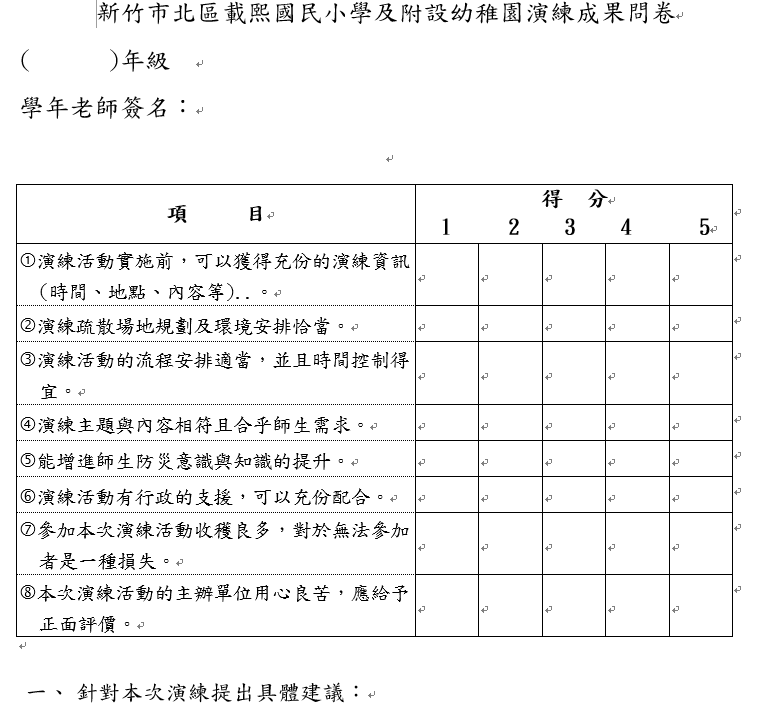 新竹市北區載熙國民小學及附設幼稚園演練成果問卷
(　　　)年級
學年老師簽名：
項　　目
得　分
1　2　3　4　5
①演練活動實施前，可以獲得充份的演練資訊
(時間、地點、內容等)..。
②演練疏散場地規劃及環境安排恰當。
③演練活動的流程安排適當，並且時間控制得
宜。
④演練主題與內容相符且合乎師生需求。
⑤能增進師生防災意識與知識的提升。
⑥演練活動有行政的支援，可以充份配合。
⑦參加本次演練活動收穫良多，對於無法參加
者是一種損失。
⑧本次演練活動的主辦單位用心良苦，應給予
正面評價。
一、 針對本次演練提出具體建議：